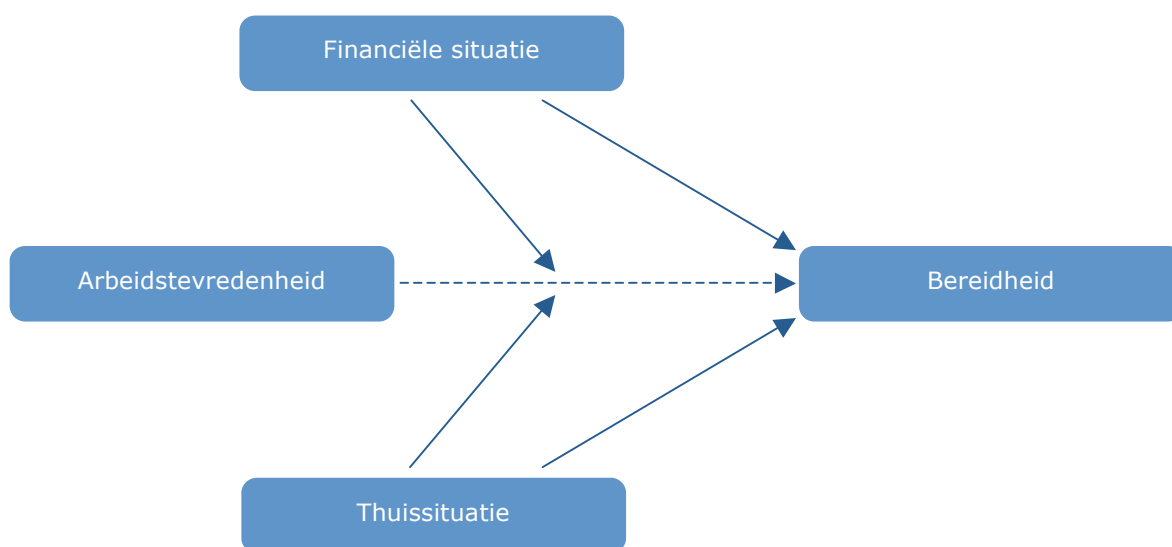 Financiële situatie
Arbeidstevredenheid
Bereidheid
Thuissituatie